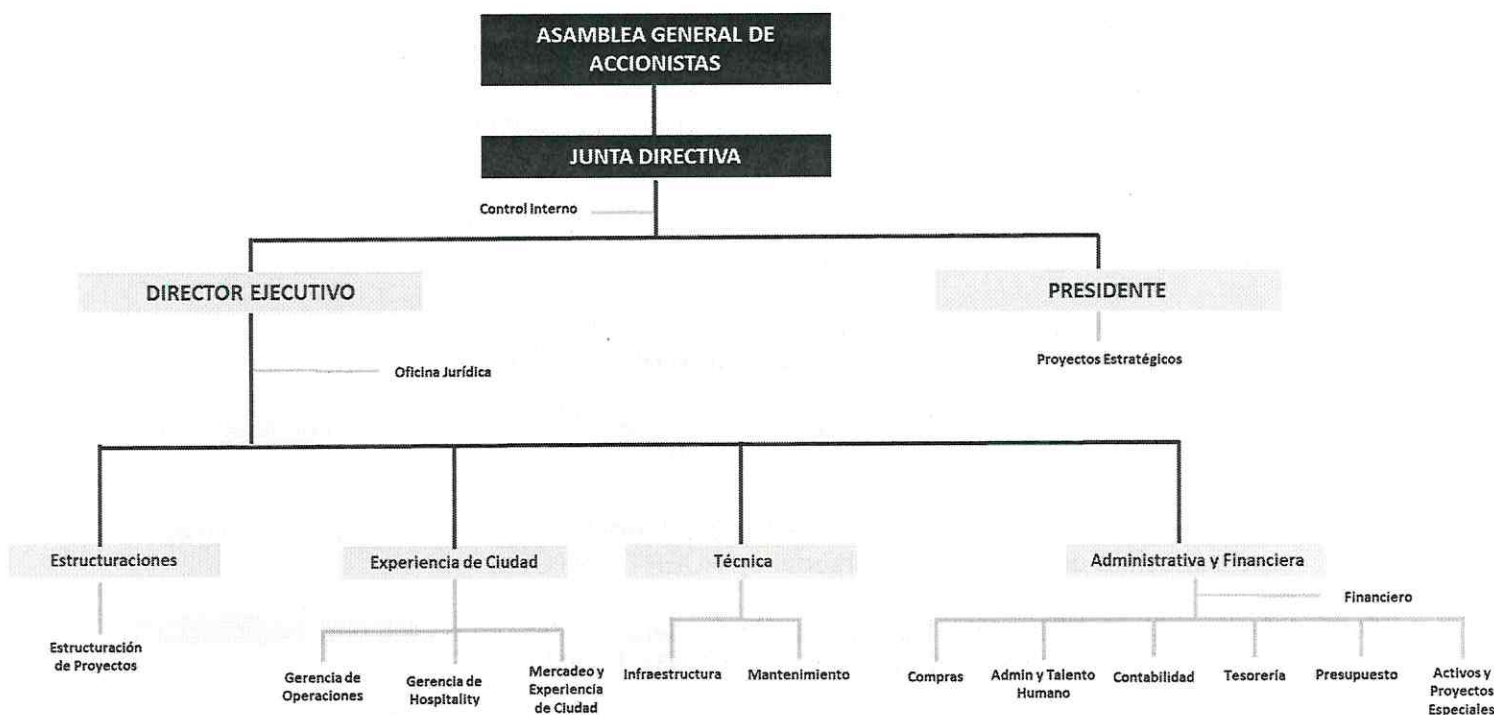 ASAMBLEA GENERAL DE
ACCIONISTAS
JUNTA DIRECTIVA
Control Interno
DIRECTOR EJECUTIVO
PRESIDENTE
Oficina Jurídica
Proyectos Estratégicos
Estructuraciones
Experiencia de Ciudad
Técnica
Administrativa y Financiera
Financiero
Estructuración
de Proyectos
Gerencia de
Operaciones
Gerencia de
Hospitality
Mercadeo y
Experiencia
de Ciudad
Infraestructura
Mantenimiento
Compras
Admin y Talento
Humano
Contabilidad
Tesorería
Presupuesto
Activos y
Proyectos
Especiales